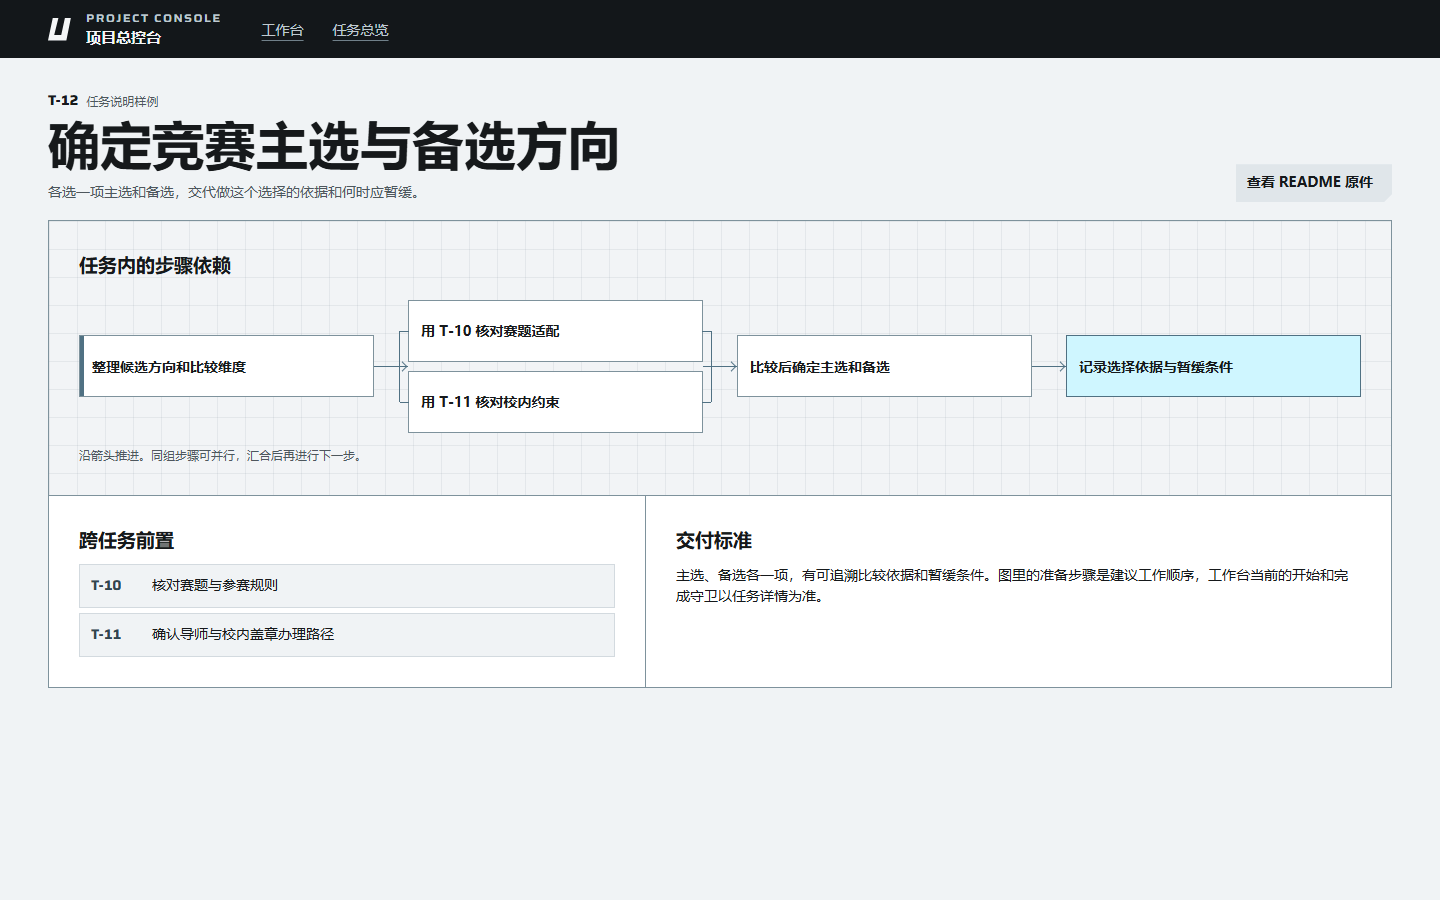 PROJECT CONSOLE
项目总控台
工作台
任务总览
T-12 任务说明样例
确定竞赛主选与备选方向
各选一项主选和备选，交代做这个选择的依据和何时应暂缓。
查看 README 原件
任务内的步骤依赖
整理候选方向和比较维度
用 T-10 核对赛题适配
用 T-11 核对校内约束
比较后确定主选和备选
记录选择依据与暂缓条件
沿箭头推进。同组步骤可并行，汇合后再进行下一步。
跨任务前置
T-10 核对赛题与参赛规则
T-11 确认导师与校内盖章办理路径
交付标准
主选、备选各一项，有可追溯比较依据和暂缓条件。图里的准备步骤是建议工作顺序，工作台当前的开始和完
成守卫以任务详情为准。